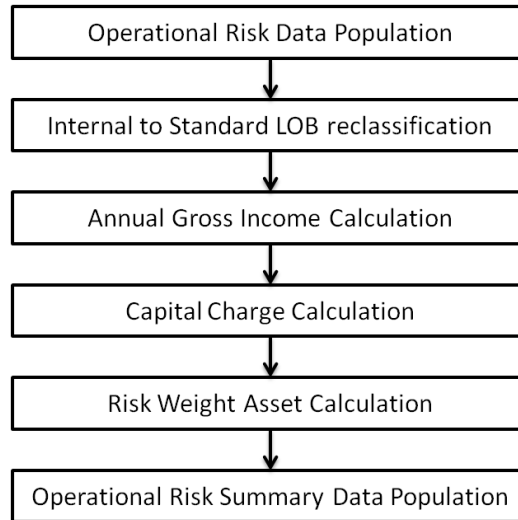 Operational Risk Data Population
Internal to Standard LOB reclassification
Annual Gross Income Calculation
Capital Charge Calculation
Risk Weight Asset Calculation
Operational Risk Summary Data Population